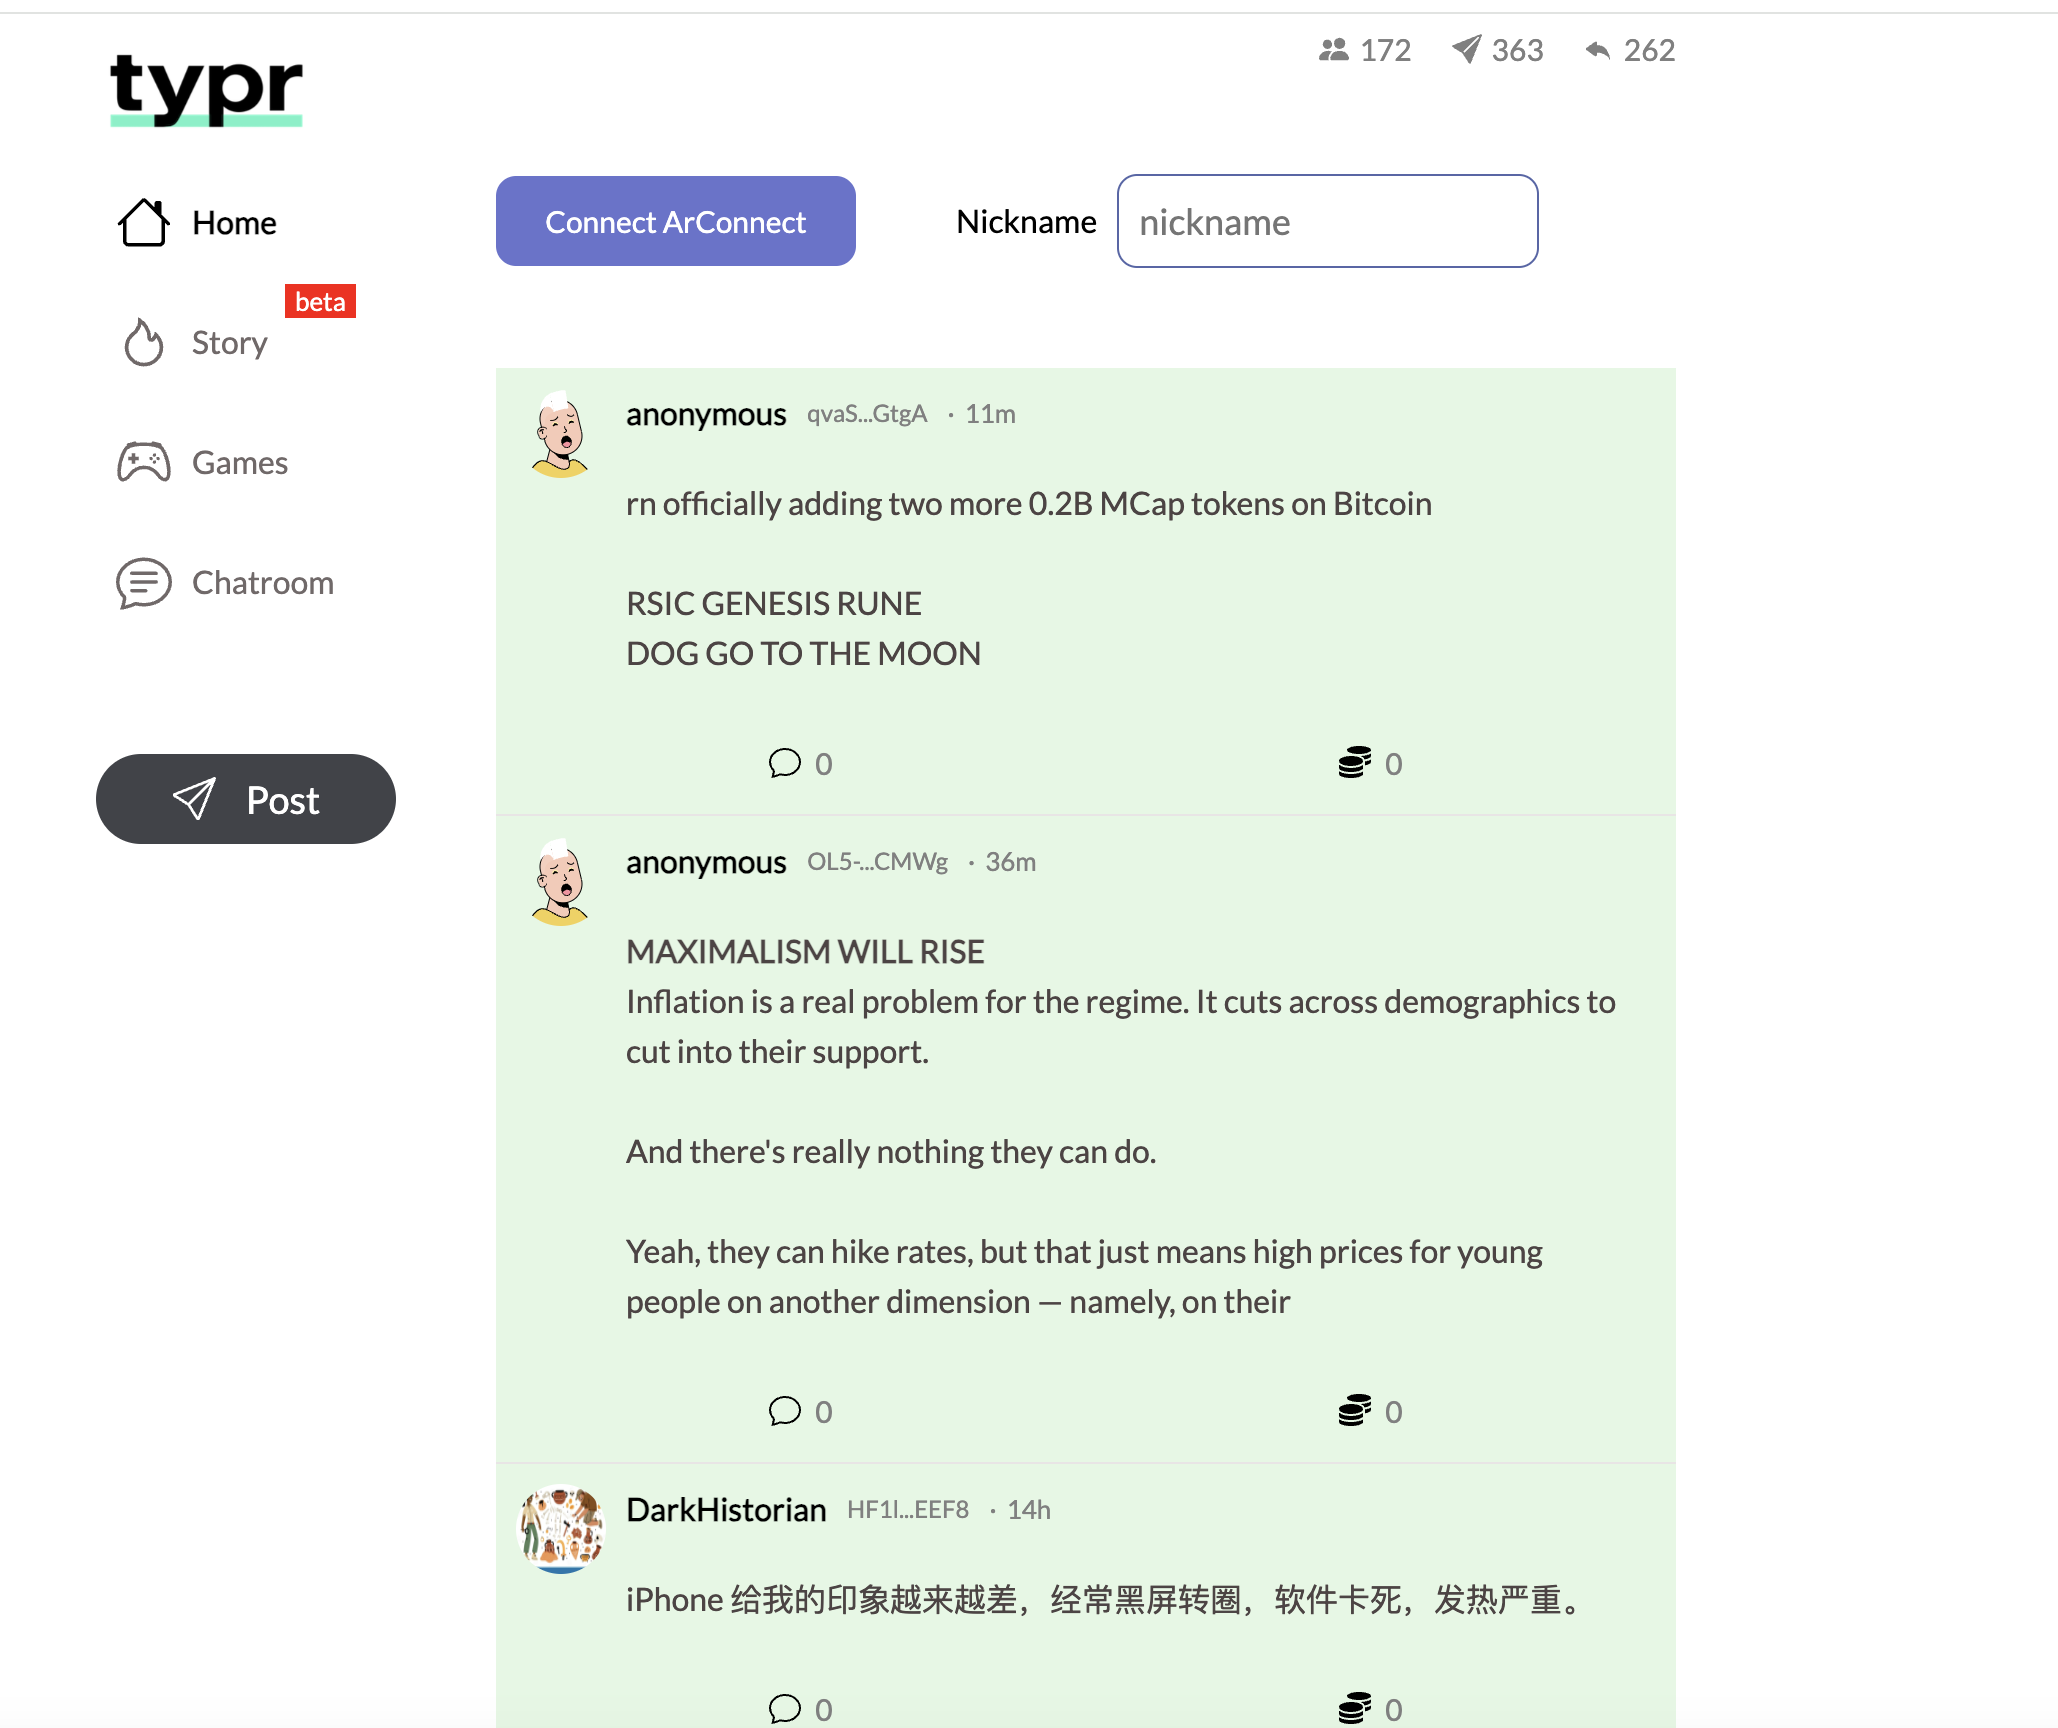 172 363 262
typr
Home
Connect ArConnect Nickname nickname
beta
Story
Games
Chatroom
Post
anonymous qvaS...GtgA · 11m
rn officially adding two more 0.2B MCap tokens on Bitcoin
RSIC GENESIS RUNE
DOG GO TO THE MOON
0 0
anonymous OL5-...CMWg · 36m
MAXIMALISM WILL RISE
Inflation is a real problem for the regime. It cuts across demographics to
cut into their support.
And there's really nothing they can do.
Yeah, they can hike rates, but that just means high prices for young
people on another dimension — namely, on their
0 0
DarkHistorian HF1l...EEF8 · 14h
iPhone 给我的印象越来越差，经常黑屏转圈，软件卡死，发热严重。
0 0